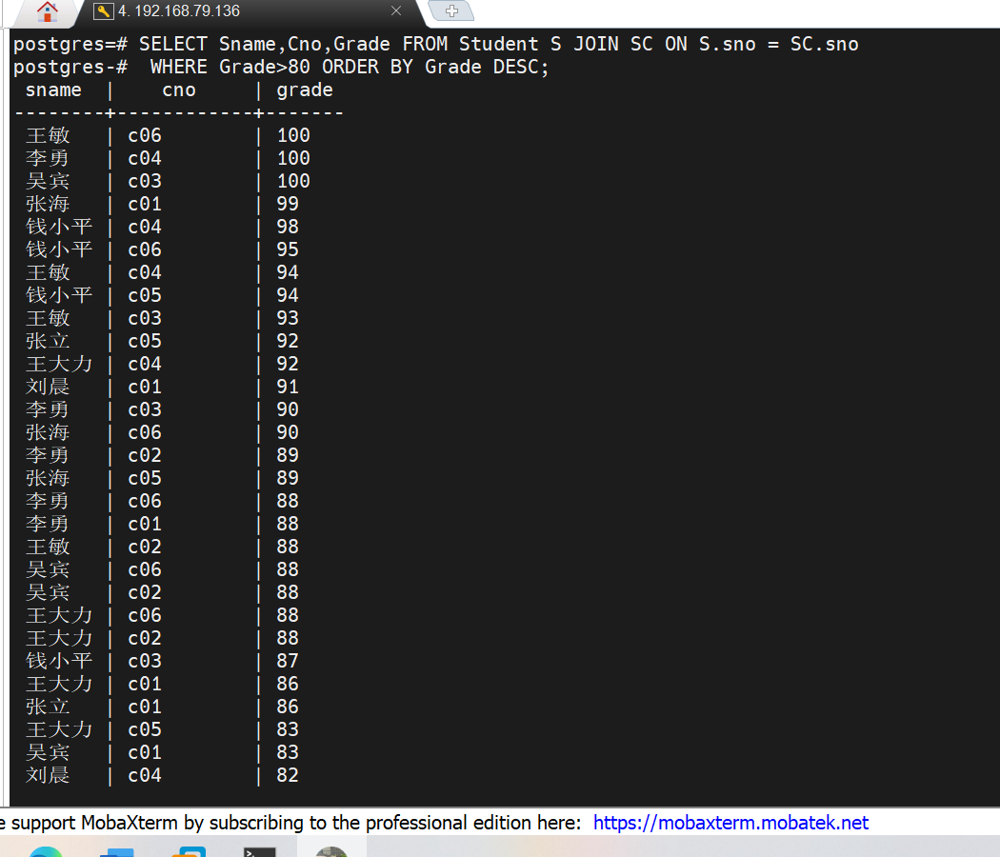 4. 192.168.79.136
postgres=# SELECT Sname,Cno,Grade FROM Student S JOIN SC ON S.sno = SC.sno
postgres-#  WHERE Grade>80 ORDER BY Grade DESC;
 sname  |    cno     | grade
--------+------------+-------
 王敏   | c06        | 100
 李勇   | c04        | 100
 吴宾   | c03        | 100
 张海   | c01        | 99
 钱小平 | c04        | 98
 钱小平 | c06        | 95
 王敏   | c04        | 94
 钱小平 | c05        | 94
 王敏   | c03        | 93
 张立   | c05        | 92
 王大力 | c04        | 92
 刘晨   | c01        | 91
 李勇   | c03        | 90
 张海   | c06        | 90
 李勇   | c02        | 89
 张海   | c05        | 89
 李勇   | c06        | 88
 李勇   | c01        | 88
 王敏   | c02        | 88
 吴宾   | c06        | 88
 吴宾   | c02        | 88
 王大力 | c06        | 88
 王大力 | c02        | 88
 钱小平 | c03        | 87
 王大力 | c01        | 86
 张立   | c01        | 86
 王大力 | c05        | 83
 吴宾   | c01        | 83
 刘晨   | c04        | 82
e support MobaXterm by subscribing to the professional edition here:  https://mobaxterm.mobatek.net